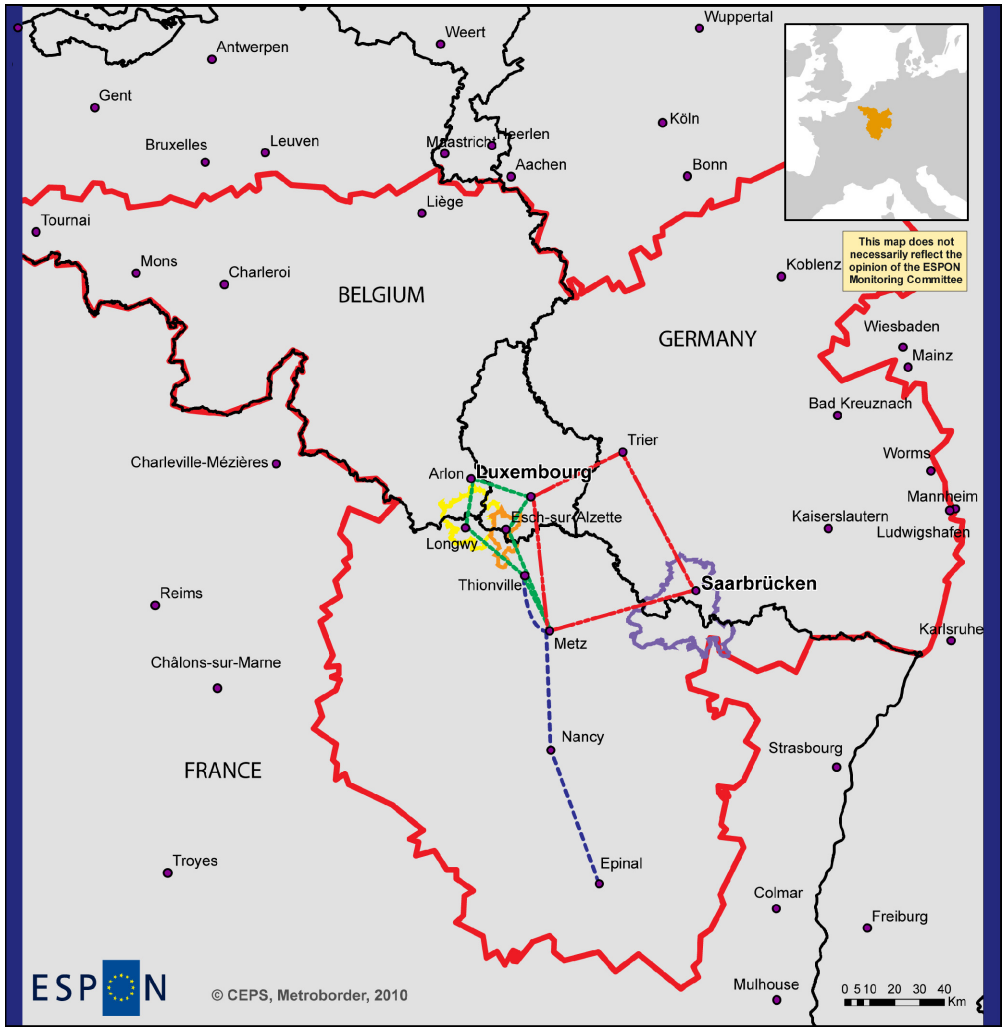 Wuppertal
Weert
Antwerpen
Gent
Köln
Bruxelles
Leuven
Maastricht
Heerlen
Aachen
Bonn
Liège
Tournai
This map does not
necessarily reflect the
opinion of the ESPON
Monitoring Committee
Mons
Charleroi
Koblenz
BELGIUM
GERMANY
Wiesbaden
Mainz
Bad Kreuznach
Trier
Worms
Charleville-Mézières
Arlon
Luxembourg
Mannheim
Esch-sur-Alzette
Kaiserslautern
Ludwigshafen
Longwy
Thionville
Saarbrücken
Reims
Karlsruhe
Metz
Châlons-sur-Marne
Nancy
Strasbourg
FRANCE
Troyes
Epinal
Colmar
Freiburg
ESPON
© CEPS, Metroborder, 2010
Mulhouse
0 5 10 20 30 40
Km